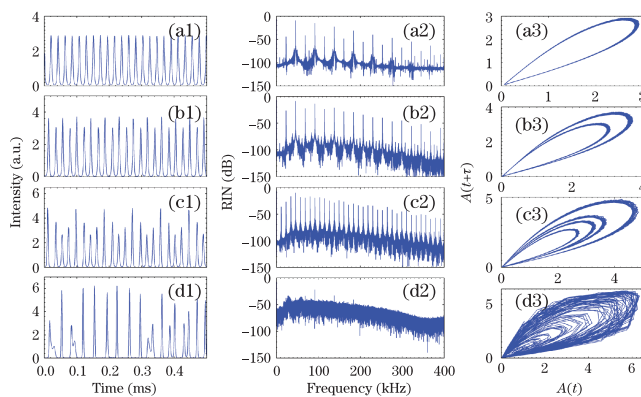 (a1)
4
2
0
(b1)
4
2
0
(c1)
6
4
2
0
(d1)
6
4
2
0
0.0 0.1 0.2 0.3 0.4
Time (ms)
Intensity (a.u.)
(a2)
0
−50
−100
−150
(b2)
0
−50
−100
−150
(c2)
0
−50
−100
−150
(d2)
0
−50
−100
−150
0 100 200 300 400
Frequency (kHz)
RIN (dB)
(a3)
3
2
1
0
0 1 2 3
(b3)
4
2
0
0 2 4
(c3)
5
0
0 2 4
(d3)
5
0
0 2 4 6
A(t)
A(t+τ)